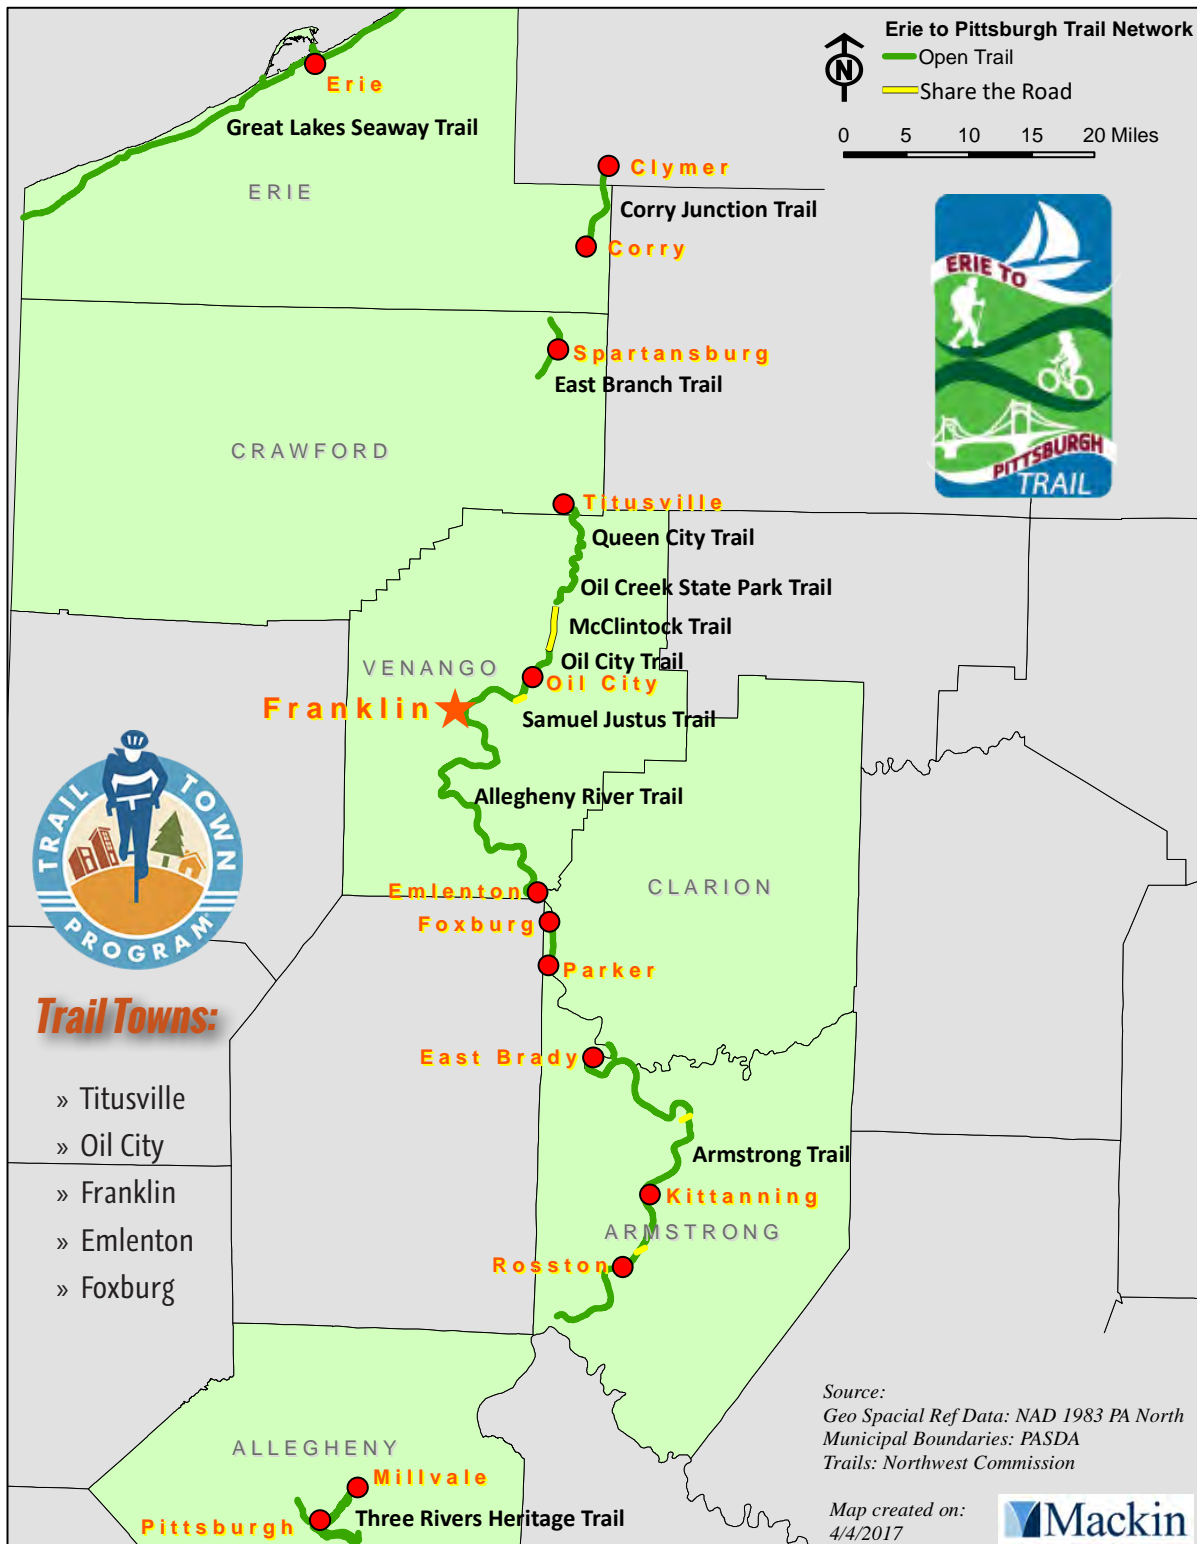 Erie to Pittsburgh Trail Network
N
Open Trail
Share the Road
0 5 10 15 20 Miles
Erie
Great Lakes Seaway Trail
ERIE
Clymer
Corry Junction Trail
Corry
ERIE TO
PITTSBURGH
TRAIL
Spartansburg
East Branch Trail
CRAWFORD
Titusville
Queen City Trail
Oil Creek State Park Trail
McClintock Trail
Oil City Trail
VENANGO
Oil City
Franklin
Samuel Justus Trail
Allegheny River Trail
TRAIL TOWN
PROGRAM®
CLARION
Emlenton
Foxburg
Parker
Trail Towns:
» Titusville
» Oil City
» Franklin
» Emlenton
» Foxburg
East Brady
Armstrong Trail
Kittanning
ARMSTRONG
Rosston
ALLEGHENY
Millvale
Three Rivers Heritage Trail
Pittsburgh
Source:
Geo Spacial Ref Data: NAD 1983 PA North
Municipal Boundaries: PASDA
Trails: Northwest Commission
Map created on:
4/4/2017
Mackin